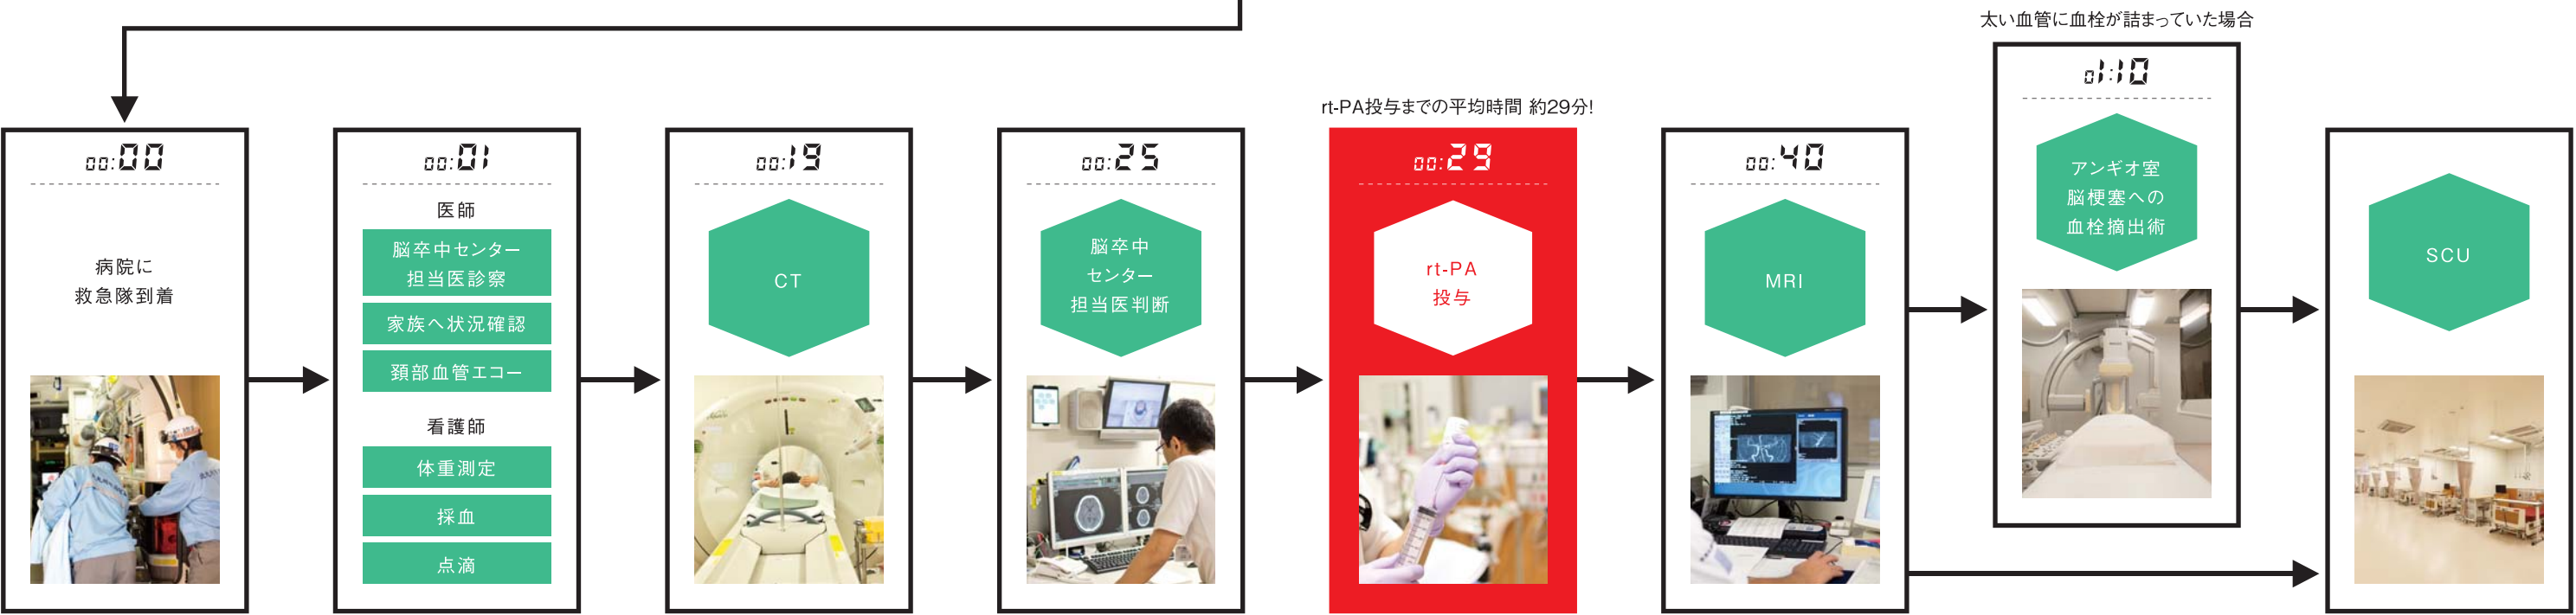 00:00
病院に
救急隊到着
00:01
医師
脳卒中センター
担当医診察
家族へ状況確認
頚部血管エコー
看護師
体重測定
採血
点滴
00:19
CT
00:25
脳卒中
センター
担当医判断
rt-PA投与までの平均時間 約29分!
00:29
rt-PA
投与
00:40
MRI
太い血管に血栓が詰まっていた場合
01:10
アンギオ室
脳梗塞への
血栓摘出術
SCU